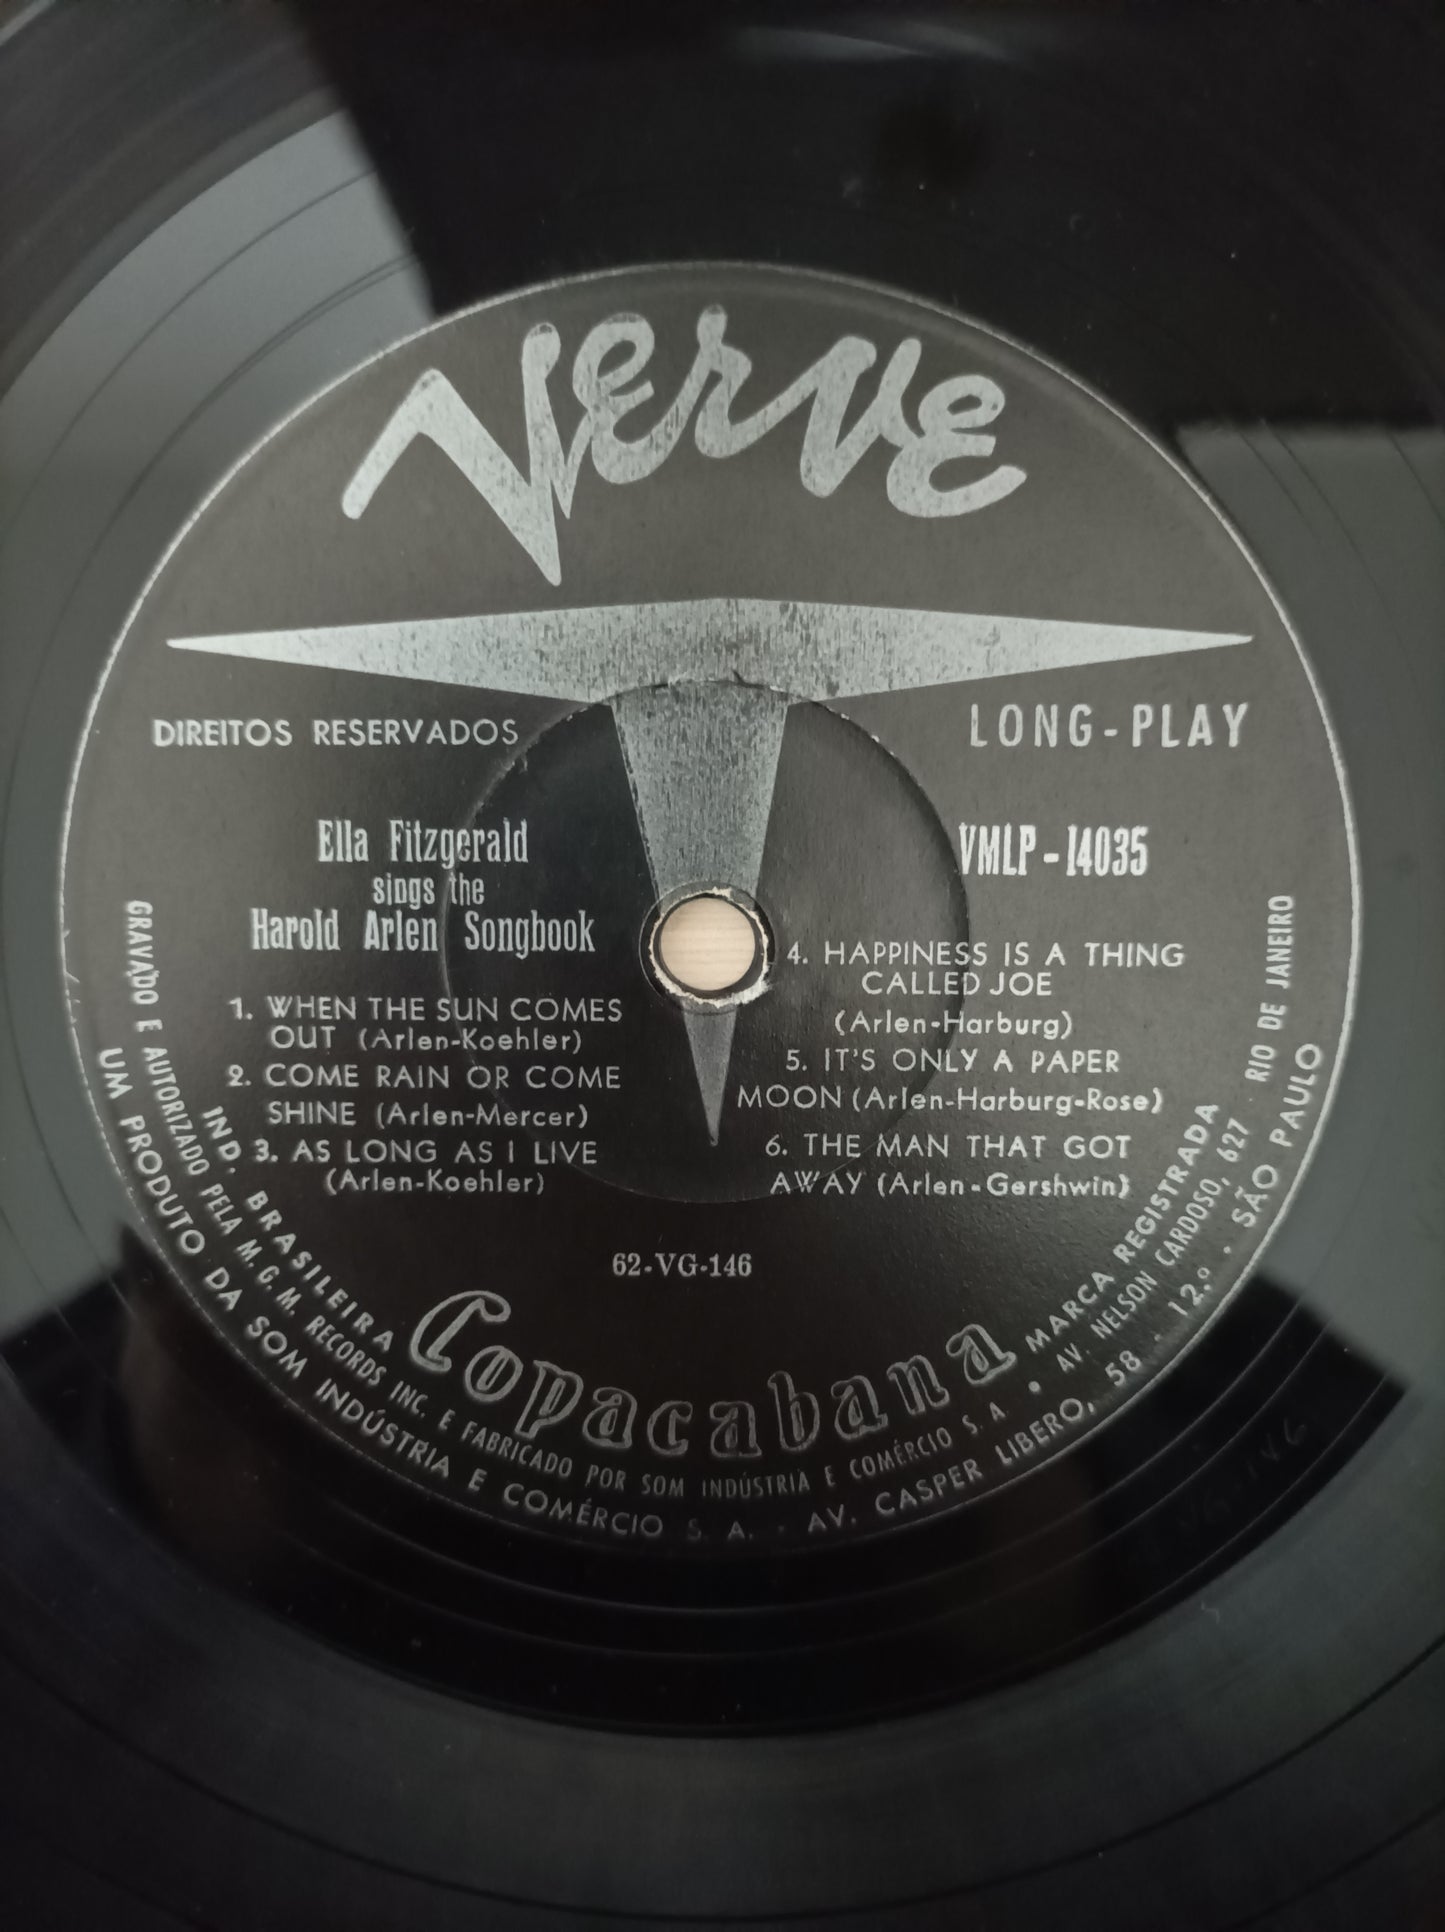 Verve
DIREITOS RESERVADOS
LONG-PLAY
Ella Fitzgerald
sings the
Harold Arlen Songbook
VMLP-14035
1. WHEN THE SUN COMES
OUT (Arlen-Koehler)
2. COME RAIN OR COME
SHINE (Arlen-Mercer)
3. AS LONG AS I LIVE
(Arlen-Koehler)
4. HAPPINESS IS A THING
CALLED JOE
(Arlen-Harburg)
5. IT'S ONLY A PAPER
MOON (Arlen-Harburg-Rose)
6. THE MAN THAT GOT
AWAY (Arlen-Gershwin)
62-VG-146
IND. BRASILEIRA Copacabana MARCA REGISTRADA
GRAVADO E AUTORIZADO PELA M. G. M. RECORDS INC. E FABRICADO POR SOM INDÚSTRIA E COMÉRCIO S. A. • AV. NELSON CARDOSO, 627 - RIO DE JANEIRO
UM PRODUTO DA SOM INDÚSTRIA E COMÉRCIO S. A. - AV. CASPER LIBERO, 58 - 12.º - SÃO PAULO
VG-146